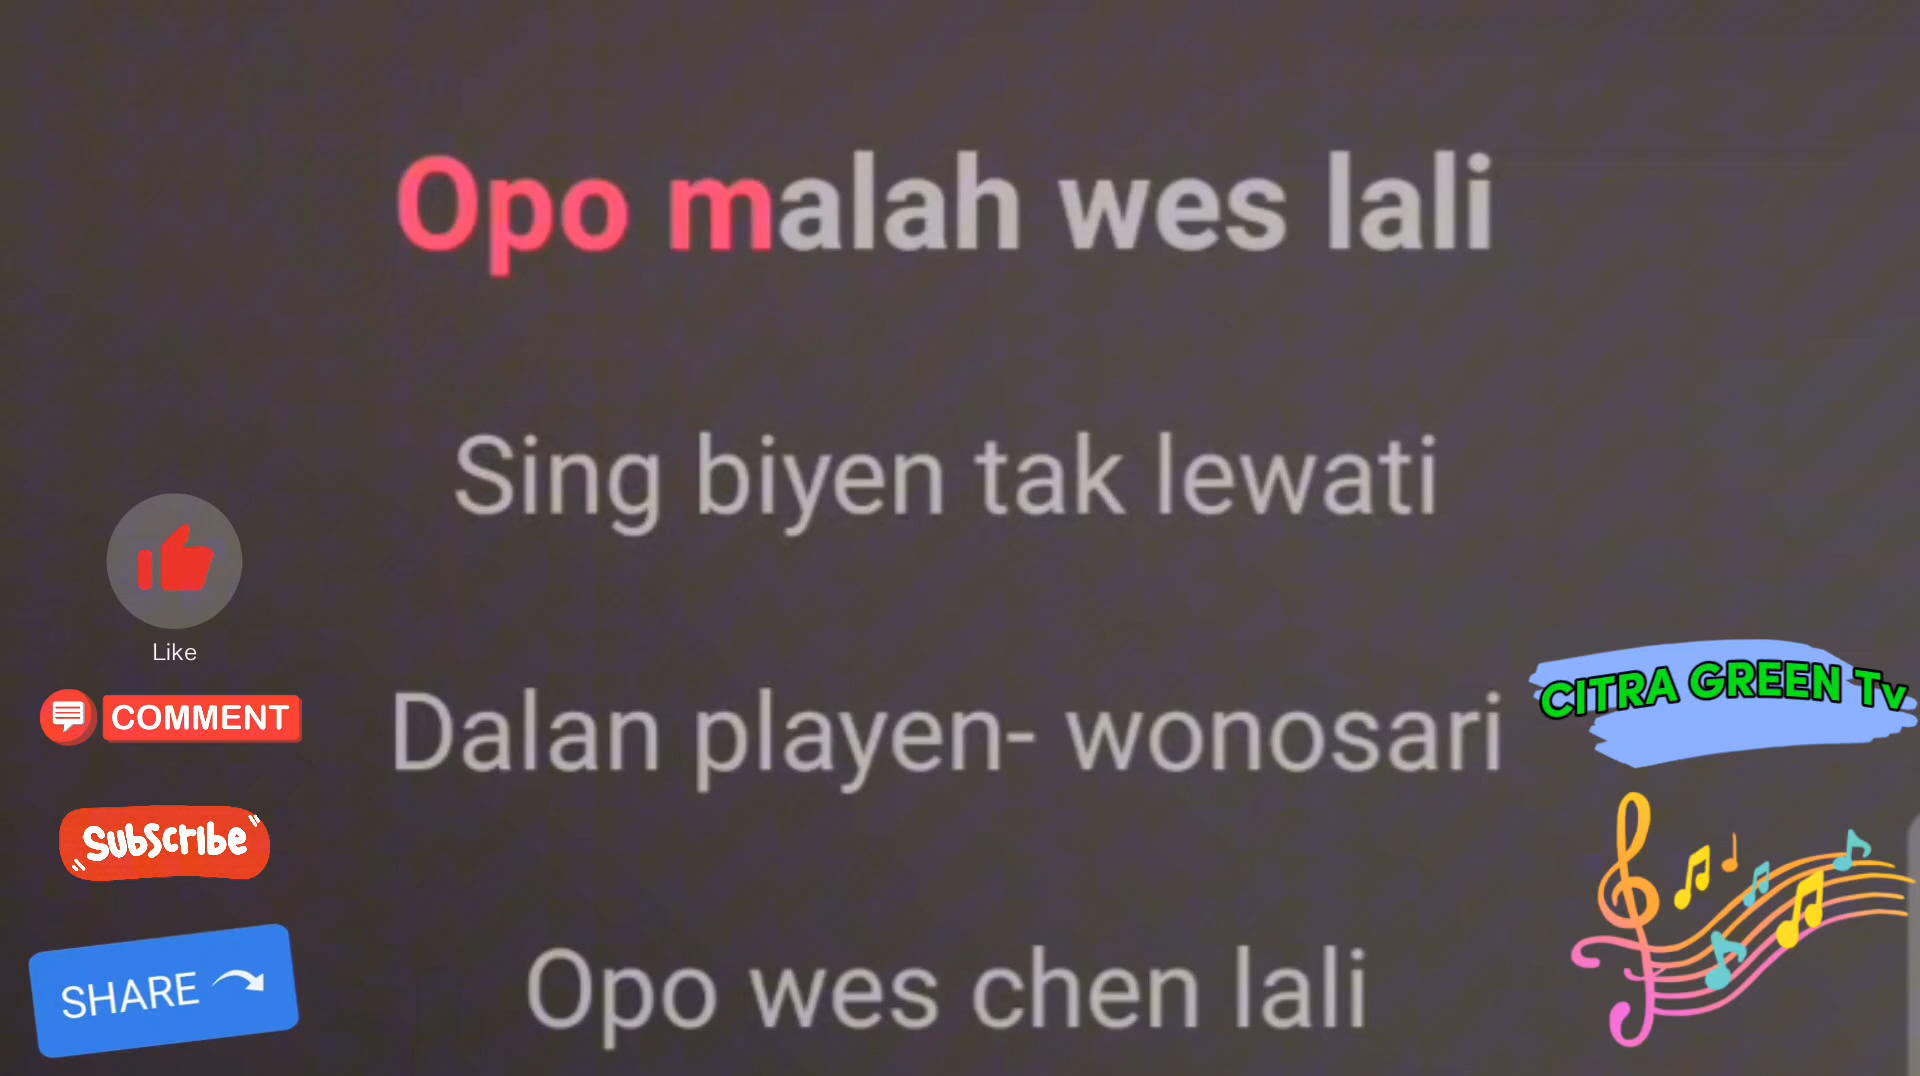 Opo malah wes lali
Sing biyen tak lewati
Like
COMMENT
Dalan playen- wonosari
CITRA GREEN Tv
Subscribe
SHARE
Opo wes chen lali